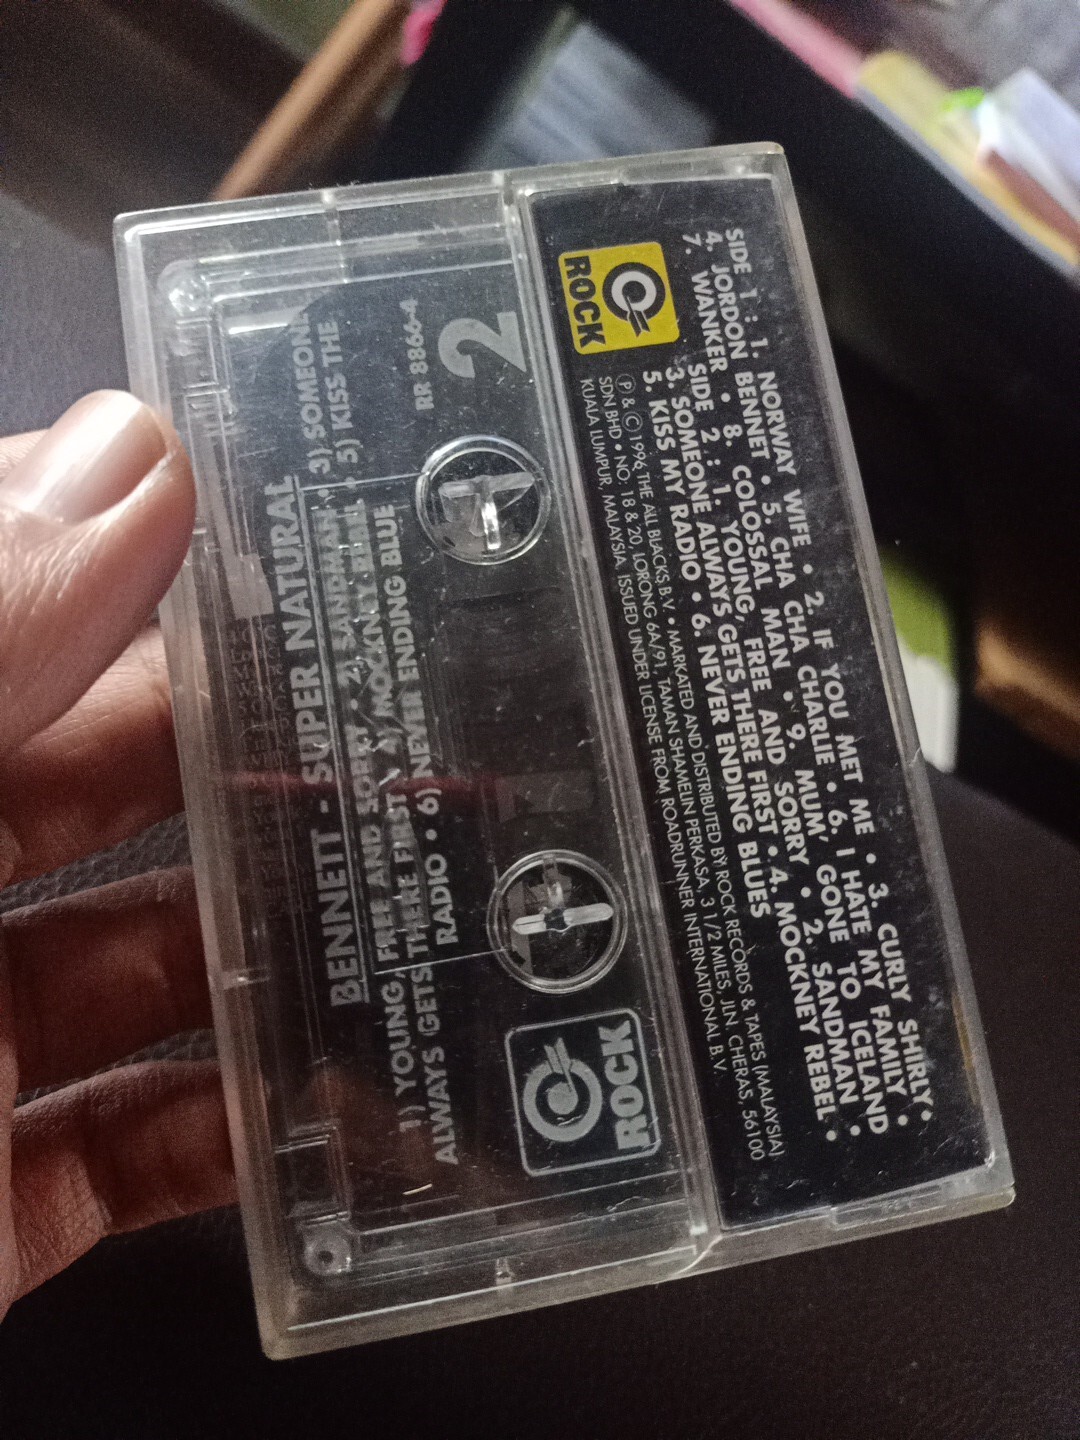 SIDE 1 : 1. NORWAY WIFE • 2. IF YOU MET ME • 3. CURLY SHIRLY •
4. JORDON BENNET • 5. CHA CHA CHARLIE • 6. I HATE MY FAMILY •
7. WANKER • 8. COLOSSAL MAN • 9. MUM' GONE TO ICELAND
SIDE 2 : 1. YOUNG, FREE AND SORRY • 2. SANDMAN •
3. SOMEONE ALWAYS GETS THERE FIRST • 4. MOCKNEY REBEL •
5. KISS MY RADIO • 6. NEVER ENDING BLUES
Ⓟ & © 1996, THE ALL BLACKS B.V. • MARKATED AND DISTRIBUTED BY ROCK RECORDS & TAPES (MALAYSIA)
SDN BHD • NO: 18 & 20, LORONG 6A/91, TAMAN SHAMELIN PERKASA, 3 1/2 MILES, JLN. CHERAS, 56100
KUALA LUMPUR, MALAYSIA. ISSUED UNDER LICENSE FROM ROADRUNNER INTERNATIONAL B.V.
ROCK
2
RR 8866-4
ROCK
BENNETT - SUPER NATURAL
1) YOUNG, FREE AND SORRY • 2) SANDMAN • 3) SOMEONE
ALWAYS GETS THERE FIRST • 4) MOCKNEY REBEL • 5) KISS THE
RADIO • 6) NEVER ENDING BLUE